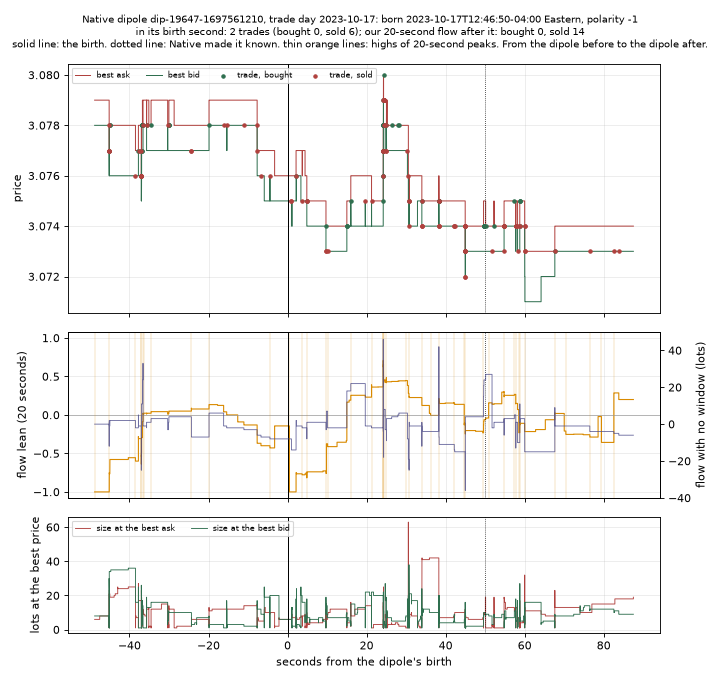 Native dipole dip-19647-1697561210, trade day 2023-10-17: born 2023-10-17T12:46:50-04:00 Eastern, polarity -1
in its birth second: 2 trades (bought 0, sold 6); our 20-second flow after it: bought 0, sold 14
solid line: the birth. dotted line: Native made it known. thin orange lines: highs of 20-second peaks. From the dipole before to the dipole after.
best ask
best bid
trade, bought
trade, sold
3.080
3.078
3.076
3.074
3.072
price
1.0
0.5
0.0
−0.5
−1.0
flow lean (20 seconds)
40
20
0
−20
−40
flow with no window (lots)
size at the best ask
size at the best bid
60
40
20
0
lots at the best price
−40
−20
0
20
40
60
80
seconds from the dipole's birth